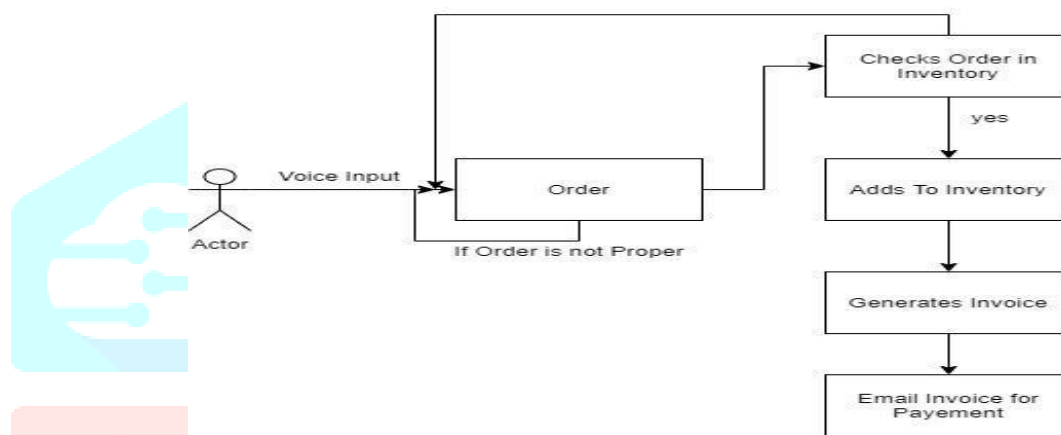 Checks Order in
Inventory
yes
Voice Input
Order
Adds To Inventory
Actor
If Order is not Proper
Generates Invoice
Email Invoice for
Payement